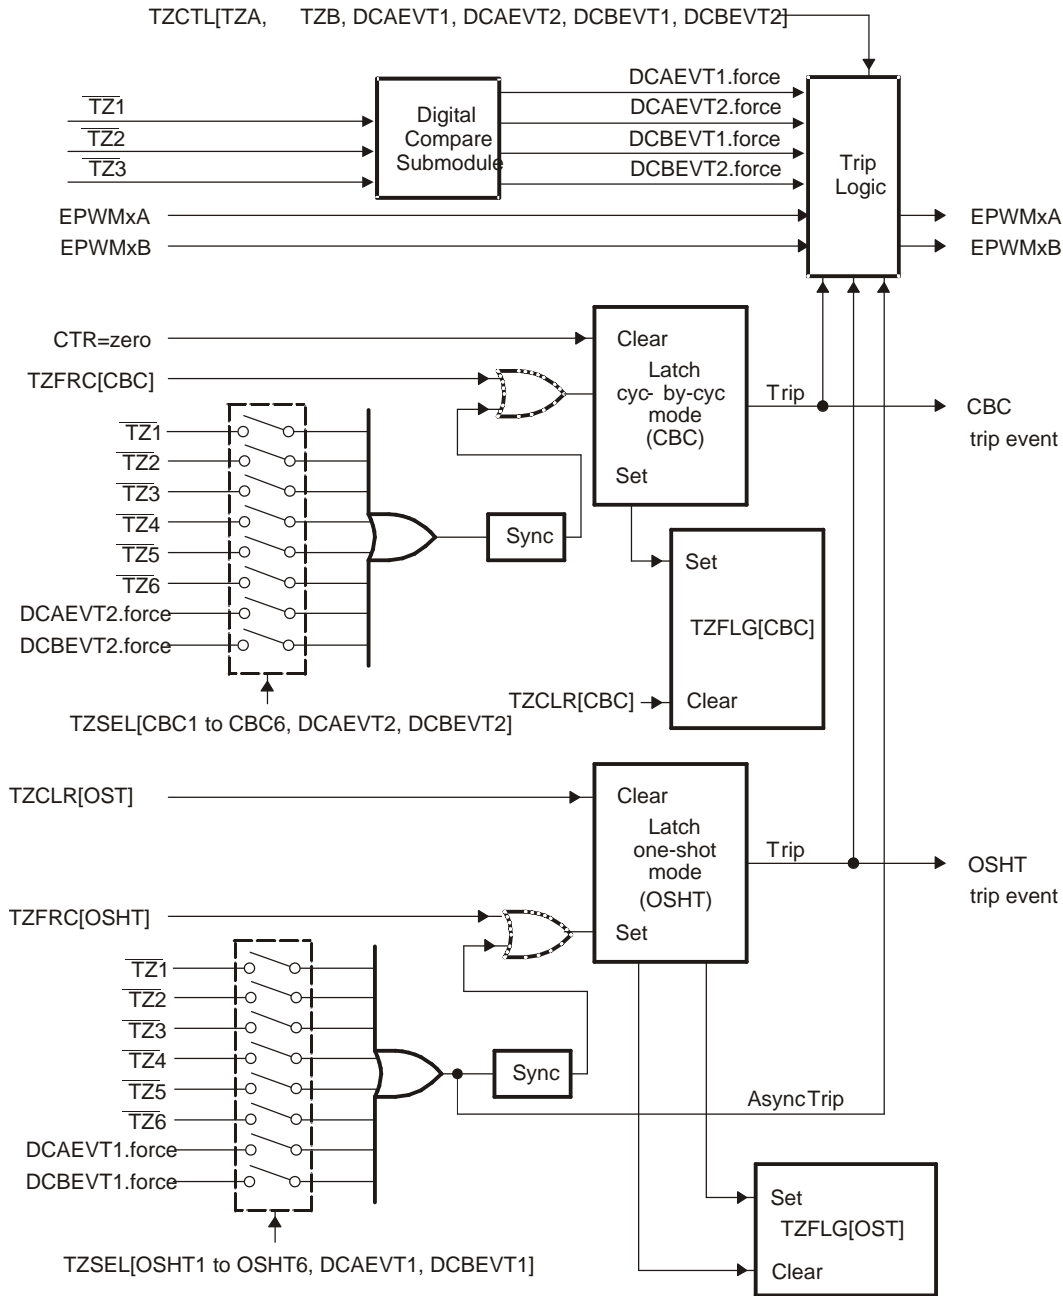 TZCTL[TZA, TZB, DCAEVT1, DCAEVT2, DCBEVT1, DCBEVT2]
TZ1
TZ2
TZ3
Digital
Compare
Submodule
DCAEVT1.force
DCAEVT2.force
DCBEVT1.force
DCBEVT2.force
Trip
Logic
EPWMxA
EPWMxB
EPWMxA
EPWMxB
CTR=zero
TZFRC[CBC]
Clear
Latch
cyc- by-cyc
mode
(CBC)
Set
Trip
CBC
trip event
TZ1
TZ2
TZ3
TZ4
TZ5
TZ6
DCAEVT2.force
DCBEVT2.force
Sync
Set
TZFLG[CBC]
Clear
TZCLR[CBC]
TZSEL[CBC1 to CBC6, DCAEVT2, DCBEVT2]
TZCLR[OST]
TZFRC[OSHT]
Clear
Latch
one-shot
mode
(OSHT)
Set
Trip
OSHT
trip event
TZ1
TZ2
TZ3
TZ4
TZ5
TZ6
DCAEVT1.force
DCBEVT1.force
Sync
AsyncTrip
Set
TZFLG[OST]
Clear
TZSEL[OSHT1 to OSHT6, DCAEVT1, DCBEVT1]